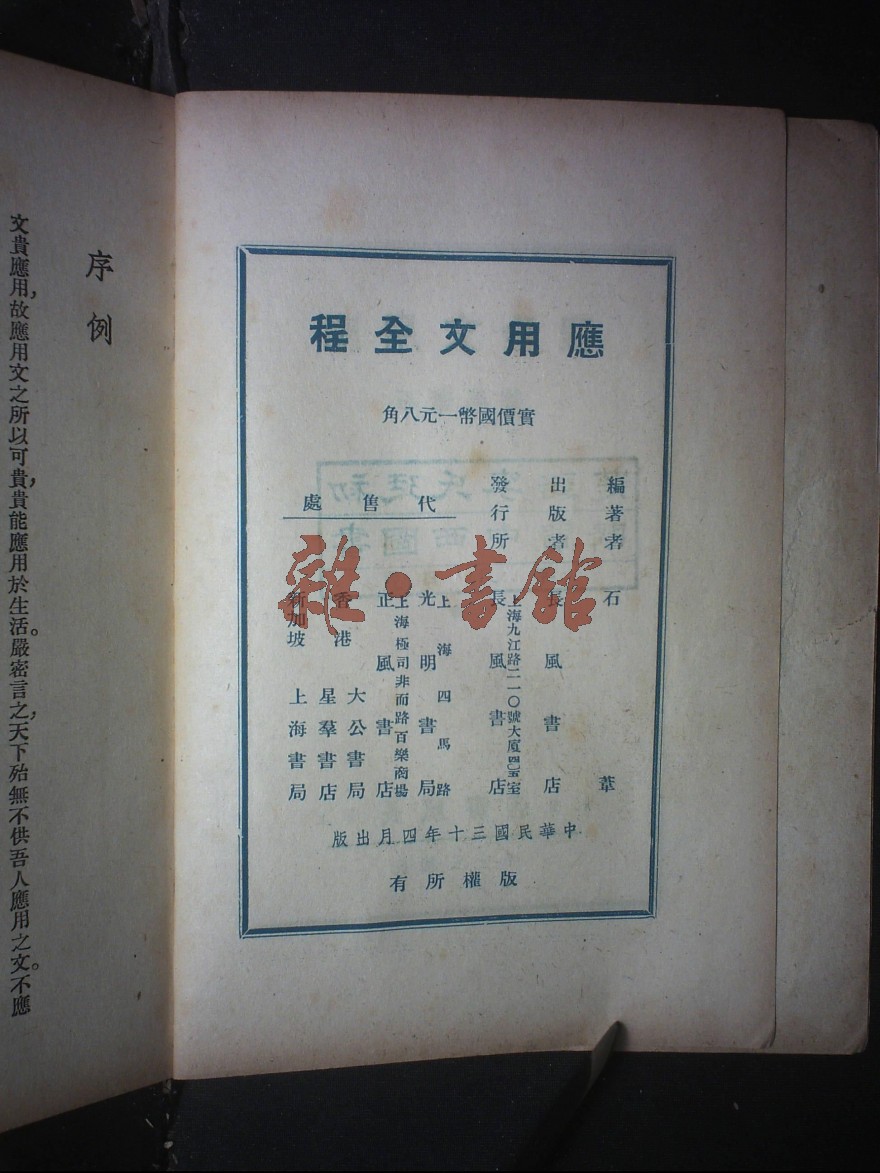 應用文全程
實價國幣一元八角
編著者 石葦
出版者 長風書店
發行所 長風書店
上海九江路二一〇號大廈四〇五室
代售處
上海四馬路
光明書局
上海極司非而路百樂商場
正風書店
香港 大公書局
星羣書店
新加坡 上海書局
中華民國三十年四月出版
版權所有
雜·書館
序例
文貴應用,故應用文之所以可貴,貴能應用於生活。嚴密言之,天下殆無不供吾人應用之文。不應